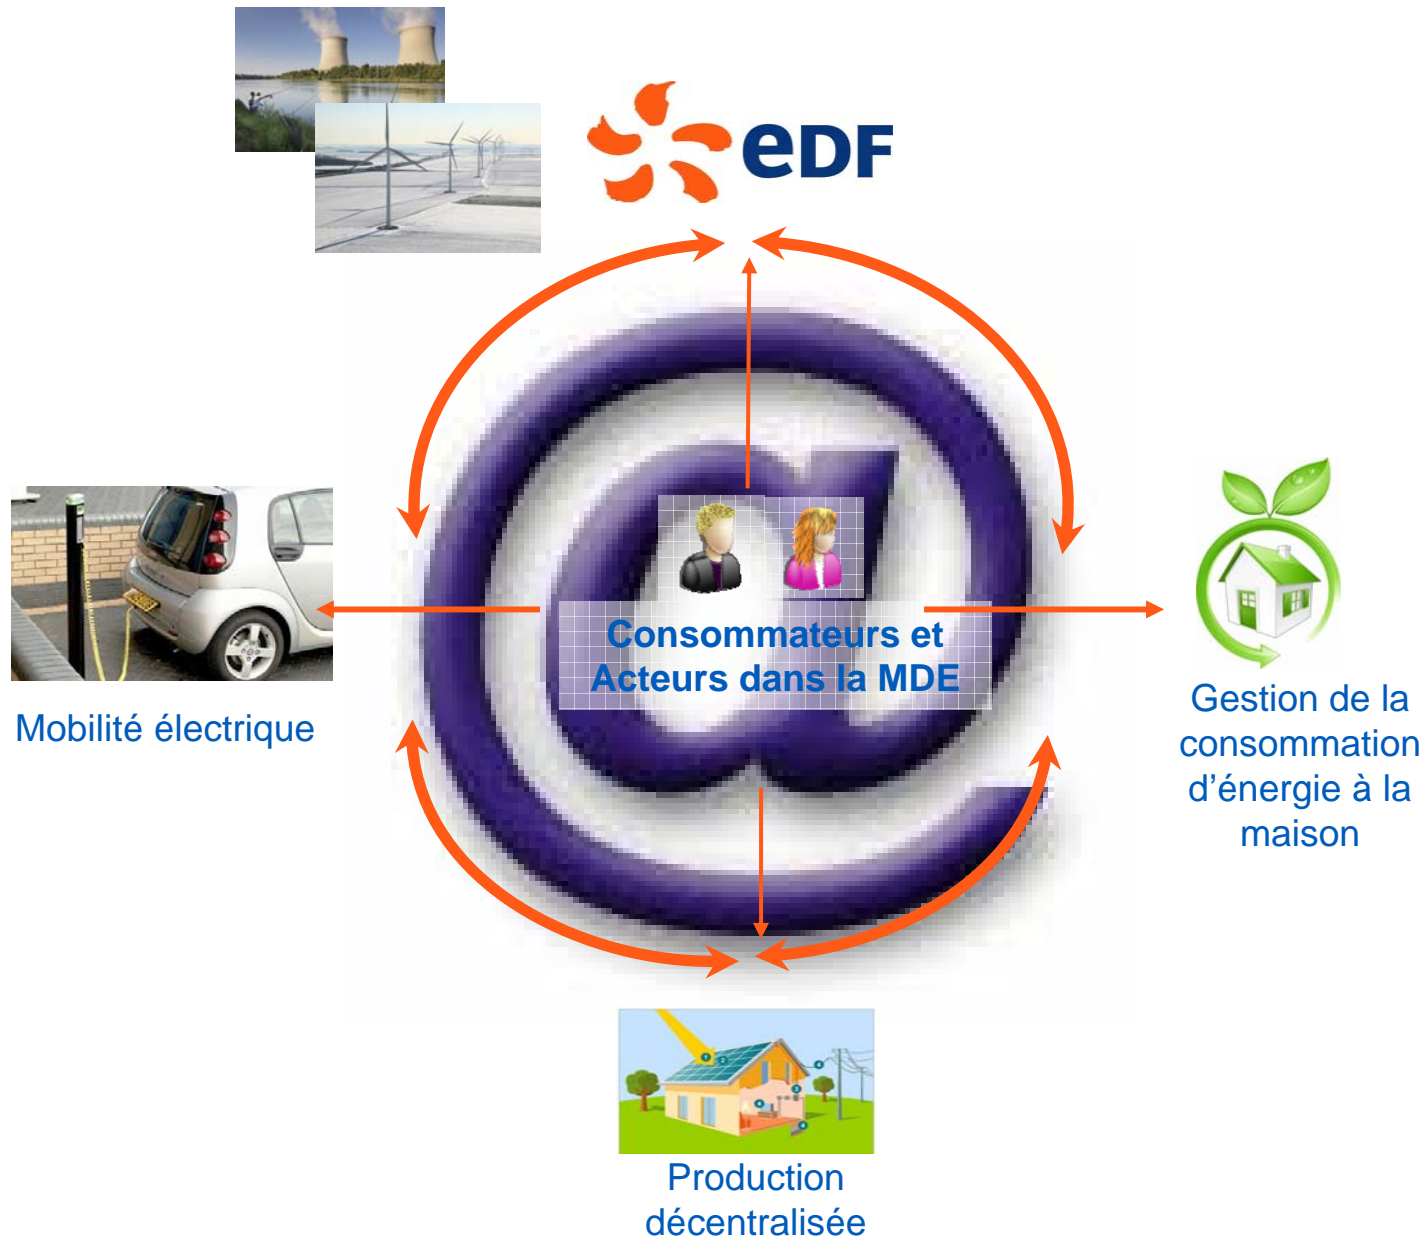 eDF
Consommateurs et
Acteurs dans la MDE
Mobilité électrique
Gestion de la
consommation
d’énergie à la
maison
Production
décentralisée